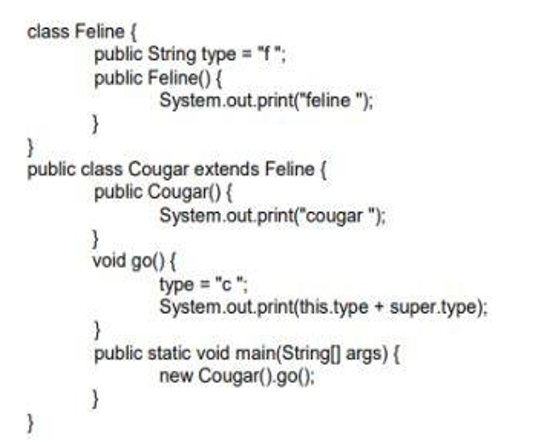 class Feline {
public String type = "f ";
public Feline() {
System.out.print("feline ");
}
}
public class Cougar extends Feline {
public Cougar() {
System.out.print("cougar ");
}
void go() {
type = "c ";
System.out.print(this.type + super.type);
}
public static void main(String[] args) {
new Cougar().go();
}
}